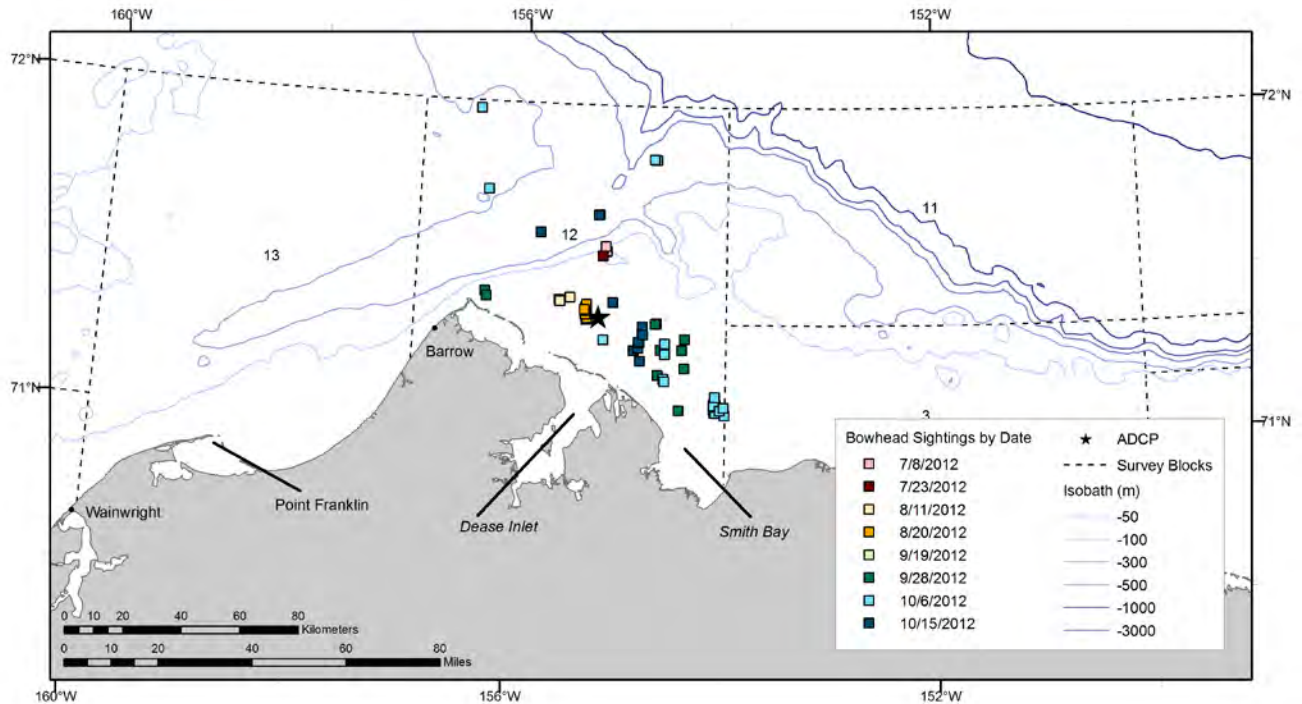 160°W 156°W 152°W
72°N
72°N
11
12
13
71°N
71°N
Barrow
3
Point Franklin
Wainwright
Dease Inlet
Smith Bay
Bowhead Sightings by Date
7/8/2012
7/23/2012
8/11/2012
8/20/2012
9/19/2012
9/28/2012
10/6/2012
10/15/2012
ADCP
Survey Blocks
Isobath (m)
-50
-100
-300
-500
-1000
-3000
0 10 20 40 60 80
Kilometers
0 10 20 40 60 80
Miles
160°W 156°W 152°W